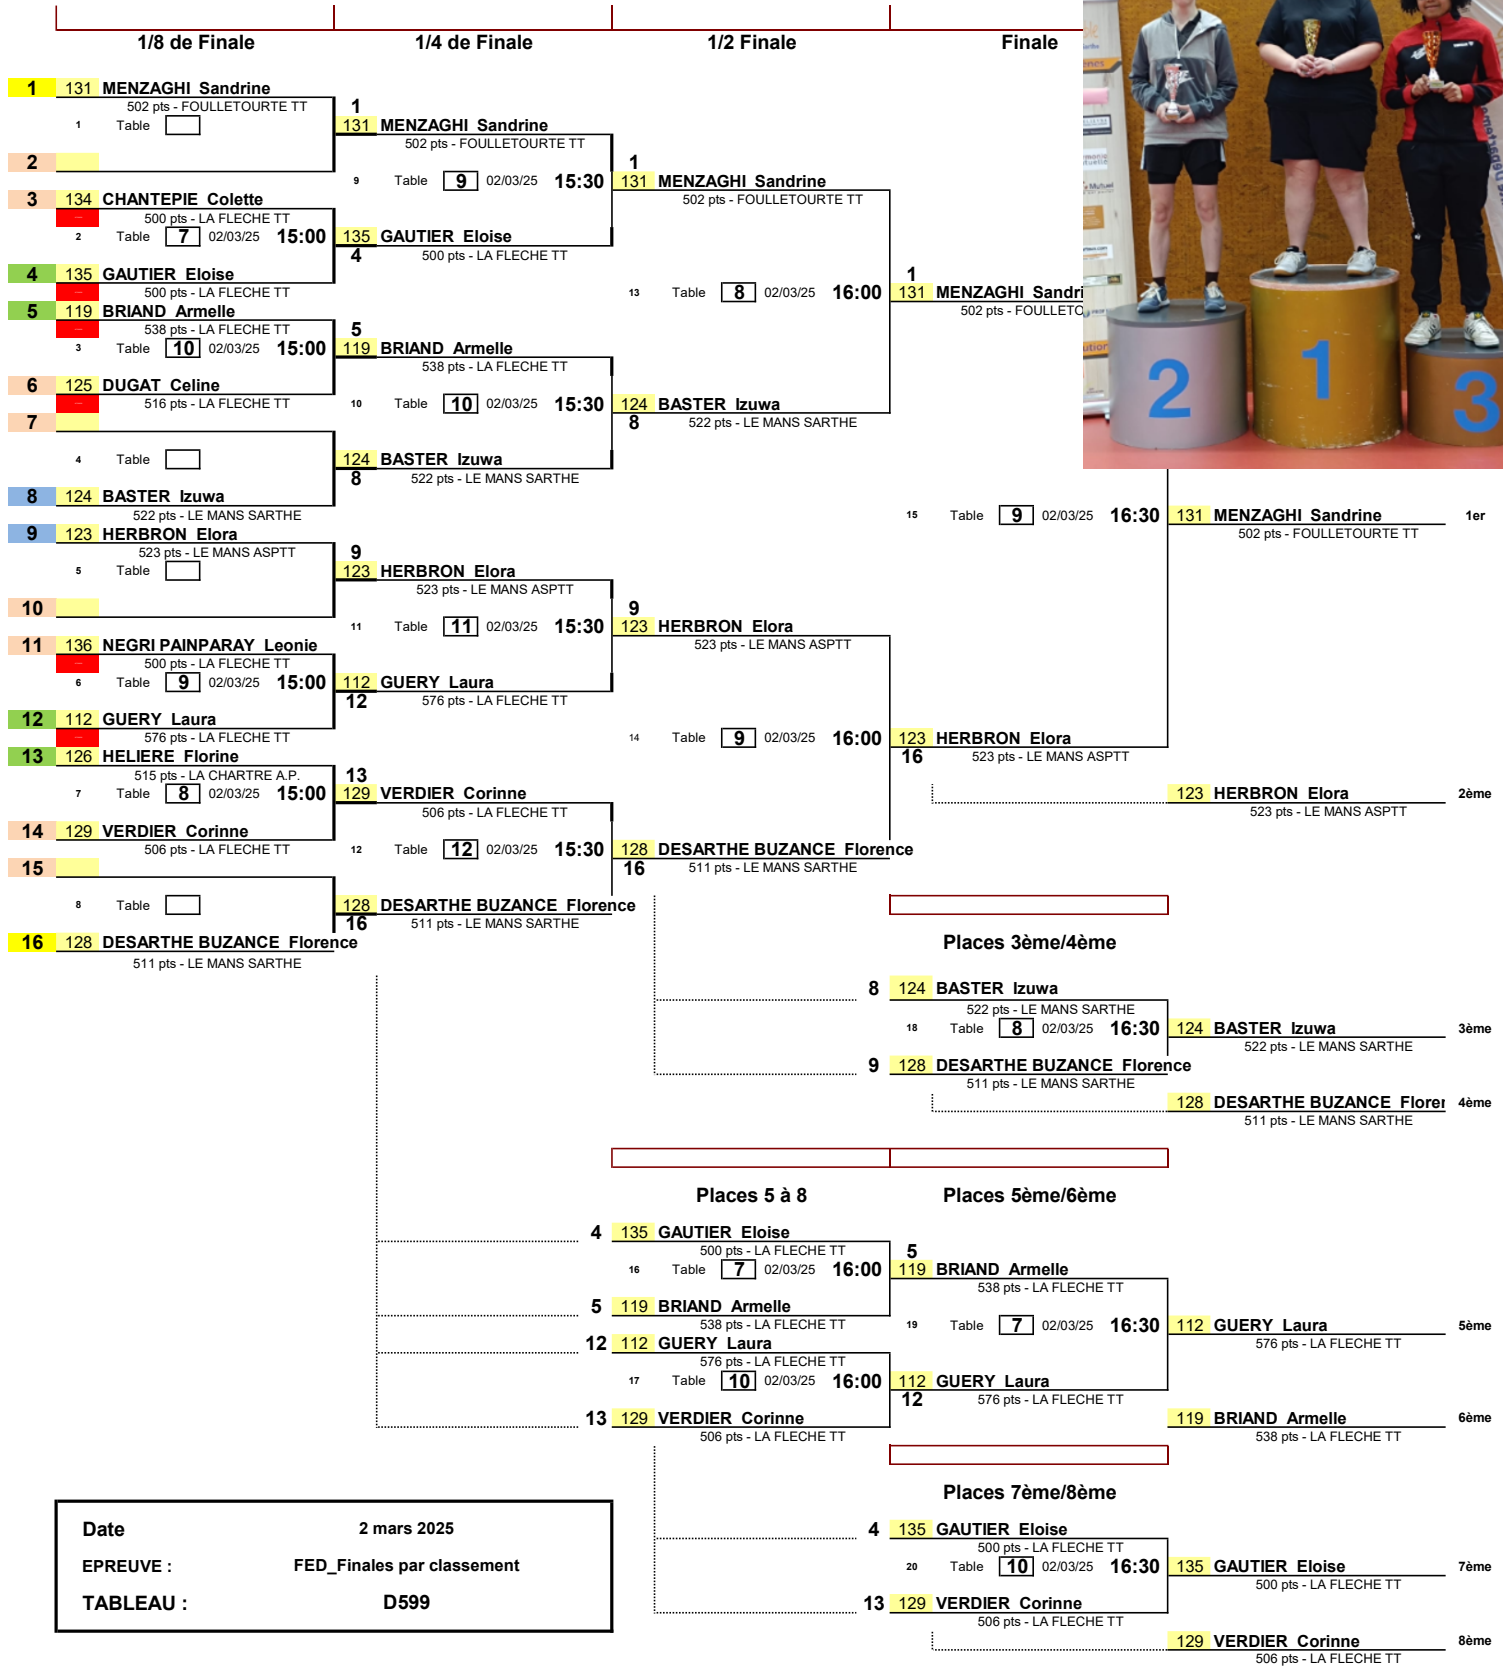 1/8 de Finale 1/4 de Finale 1/2 Finale Finale
1 131 MENZAGHI Sandrine
502 pts - FOULLETOURTE TT
1 Table
2
3 134 CHANTEPIE Colette
500 pts - LA FLECHE TT
2 Table 7 02/03/25 15:00
4 135 GAUTIER Eloise
500 pts - LA FLECHE TT
5 119 BRIAND Armelle
538 pts - LA FLECHE TT
3 Table 10 02/03/25 15:00
6 125 DUGAT Celine
516 pts - LA FLECHE TT
7
4 Table
8 124 BASTER Izuwa
522 pts - LE MANS SARTHE
9 123 HERBRON Elora
523 pts - LE MANS ASPTT
5 Table
10
11 136 NEGRI PAINPARAY Leonie
500 pts - LA FLECHE TT
6 Table 9 02/03/25 15:00
12 112 GUERY Laura
576 pts - LA FLECHE TT
13 126 HELIERE Florine
515 pts - LA CHARTRE A.P.
7 Table 8 02/03/25 15:00
14 129 VERDIER Corinne
506 pts - LA FLECHE TT
15
8 Table
16 128 DESARTHE BUZANCE Florence
511 pts - LE MANS SARTHE
1
131 MENZAGHI Sandrine
502 pts - FOULLETOURTE TT
9 Table 9 02/03/25 15:30
135 GAUTIER Eloise
4 500 pts - LA FLECHE TT
5
119 BRIAND Armelle
538 pts - LA FLECHE TT
10 Table 10 02/03/25 15:30
124 BASTER Izuwa
8 522 pts - LE MANS SARTHE
9
123 HERBRON Elora
523 pts - LE MANS ASPTT
11 Table 11 02/03/25 15:30
112 GUERY Laura
12 576 pts - LA FLECHE TT
13
129 VERDIER Corinne
506 pts - LA FLECHE TT
12 Table 12 02/03/25 15:30
128 DESARTHE BUZANCE Florence
16 511 pts - LE MANS SARTHE
1
131 MENZAGHI Sandrine
502 pts - FOULLETOURTE TT
13 Table 8 02/03/25 16:00
124 BASTER Izuwa
8 522 pts - LE MANS SARTHE
9
123 HERBRON Elora
523 pts - LE MANS ASPTT
14 Table 9 02/03/25 16:00
128 DESARTHE BUZANCE Florence
16 511 pts - LE MANS SARTHE
1
131 MENZAGHI Sandri
502 pts - FOULLETO
2 1 3
15 Table 9 02/03/25 16:30
131 MENZAGHI Sandrine 1er
502 pts - FOULLETOURTE TT
123 HERBRON Elora
16 523 pts - LE MANS ASPTT
123 HERBRON Elora 2ème
523 pts - LE MANS ASPTT
Places 3ème/4ème
8 124 BASTER Izuwa
522 pts - LE MANS SARTHE
18 Table 8 02/03/25 16:30
124 BASTER Izuwa 3ème
522 pts - LE MANS SARTHE
9 128 DESARTHE BUZANCE Florence
511 pts - LE MANS SARTHE
128 DESARTHE BUZANCE Floren 4ème
511 pts - LE MANS SARTHE
Places 5 à 8 Places 5ème/6ème
4 135 GAUTIER Eloise
500 pts - LA FLECHE TT
16 Table 7 02/03/25 16:00
5 119 BRIAND Armelle
538 pts - LA FLECHE TT
12 112 GUERY Laura
576 pts - LA FLECHE TT
17 Table 10 02/03/25 16:00
13 129 VERDIER Corinne
506 pts - LA FLECHE TT
5
119 BRIAND Armelle
538 pts - LA FLECHE TT
19 Table 7 02/03/25 16:30
112 GUERY Laura
12 576 pts - LA FLECHE TT
112 GUERY Laura 5ème
576 pts - LA FLECHE TT
119 BRIAND Armelle 6ème
538 pts - LA FLECHE TT
Places 7ème/8ème
4 135 GAUTIER Eloise
500 pts - LA FLECHE TT
20 Table 10 02/03/25 16:30
135 GAUTIER Eloise 7ème
500 pts - LA FLECHE TT
13 129 VERDIER Corinne
506 pts - LA FLECHE TT
129 VERDIER Corinne 8ème
506 pts - LA FLECHE TT
Date 2 mars 2025
EPREUVE : FED_Finales par classement
TABLEAU : D599